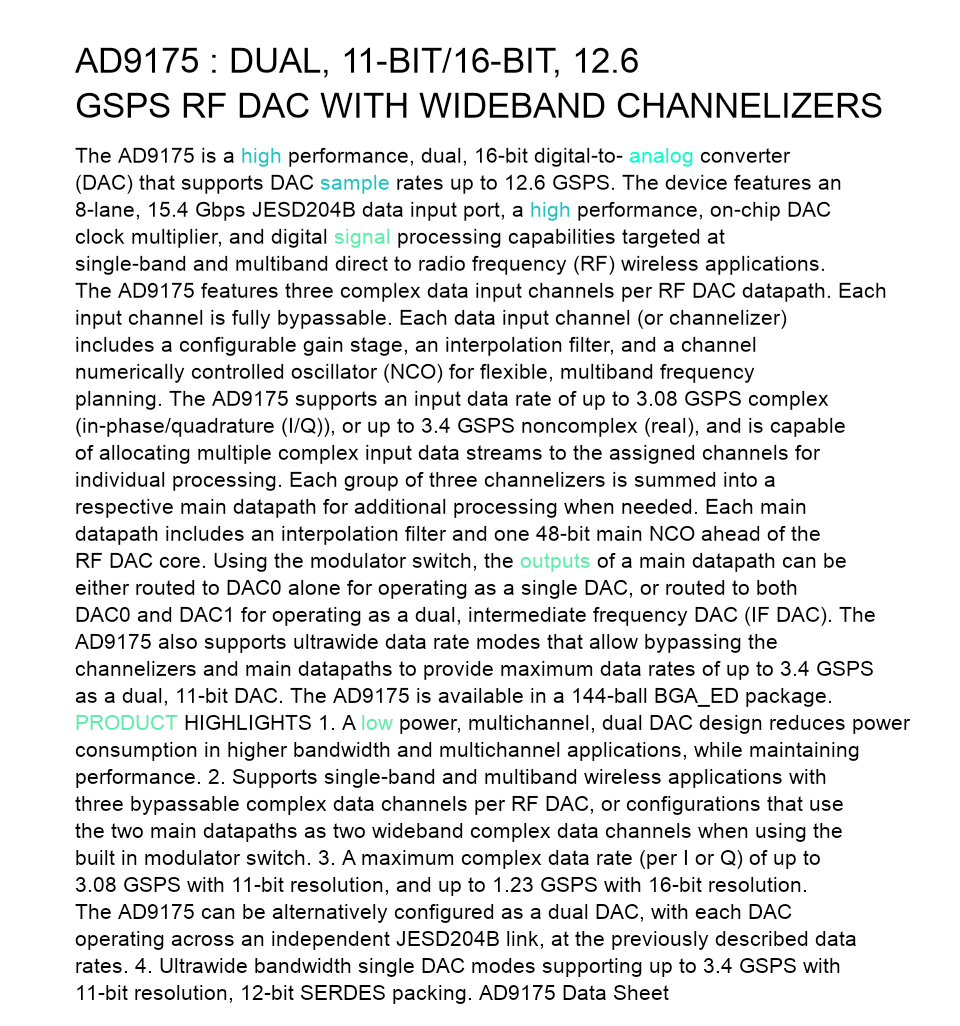 AD9175 : DUAL, 11-BIT/16-BIT, 12.6
GSPS RF DAC WITH WIDEBAND CHANNELIZERS
The AD9175 is a high performance, dual, 16-bit digital-to- analog converter
(DAC) that supports DAC sample rates up to 12.6 GSPS. The device features an
8-lane, 15.4 Gbps JESD204B data input port, a high performance, on-chip DAC
clock multiplier, and digital signal processing capabilities targeted at
single-band and multiband direct to radio frequency (RF) wireless applications.
The AD9175 features three complex data input channels per RF DAC datapath. Each
input channel is fully bypassable. Each data input channel (or channelizer)
includes a configurable gain stage, an interpolation filter, and a channel
numerically controlled oscillator (NCO) for flexible, multiband frequency
planning. The AD9175 supports an input data rate of up to 3.08 GSPS complex
(in-phase/quadrature (I/Q)), or up to 3.4 GSPS noncomplex (real), and is capable
of allocating multiple complex input data streams to the assigned channels for
individual processing. Each group of three channelizers is summed into a
respective main datapath for additional processing when needed. Each main
datapath includes an interpolation filter and one 48-bit main NCO ahead of the
RF DAC core. Using the modulator switch, the outputs of a main datapath can be
either routed to DAC0 alone for operating as a single DAC, or routed to both
DAC0 and DAC1 for operating as a dual, intermediate frequency DAC (IF DAC). The
AD9175 also supports ultrawide data rate modes that allow bypassing the
channelizers and main datapaths to provide maximum data rates of up to 3.4 GSPS
as a dual, 11-bit DAC. The AD9175 is available in a 144-ball BGA_ED package.
PRODUCT HIGHLIGHTS 1. A low power, multichannel, dual DAC design reduces power
consumption in higher bandwidth and multichannel applications, while maintaining
performance. 2. Supports single-band and multiband wireless applications with
three bypassable complex data channels per RF DAC, or configurations that use
the two main datapaths as two wideband complex data channels when using the
built in modulator switch. 3. A maximum complex data rate (per I or Q) of up to
3.08 GSPS with 11-bit resolution, and up to 1.23 GSPS with 16-bit resolution.
The AD9175 can be alternatively configured as a dual DAC, with each DAC
operating across an independent JESD204B link, at the previously described data
rates. 4. Ultrawide bandwidth single DAC modes supporting up to 3.4 GSPS with
11-bit resolution, 12-bit SERDES packing. AD9175 Data Sheet